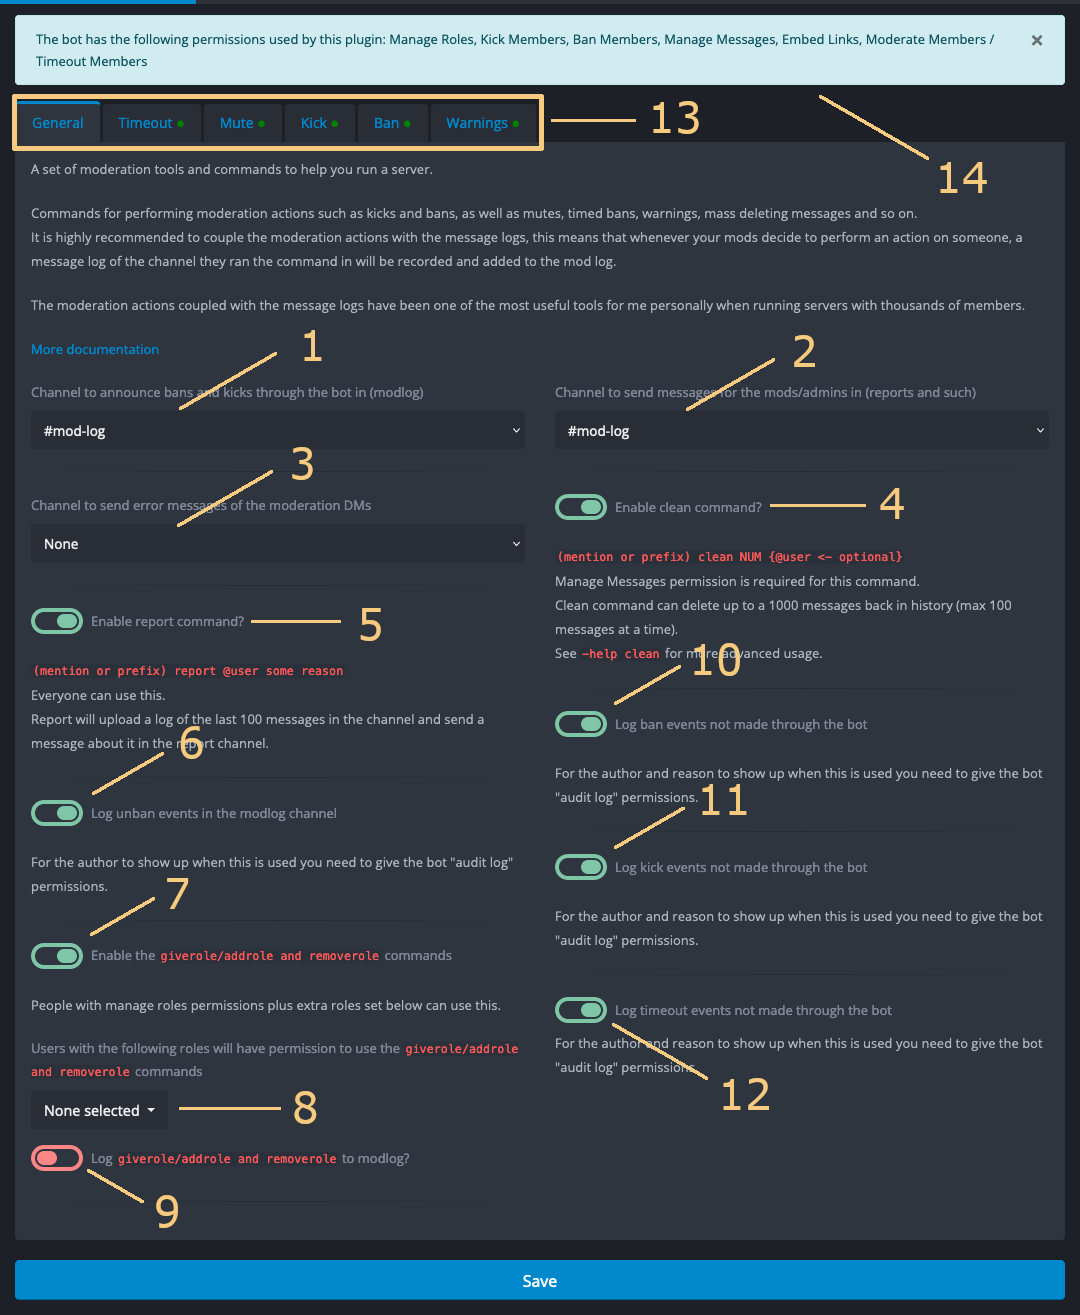 The bot has the following permissions used by this plugin: Manage Roles, Kick Members, Ban Members, Manage Messages, Embed Links, Moderate Members /
Timeout Members
×
General
Timeout
Mute
Kick
Ban
Warnings
13
14
A set of moderation tools and commands to help you run a server.
Commands for performing moderation actions such as kicks and bans, as well as mutes, timed bans, warnings, mass deleting messages and so on.
It is highly recommended to couple the moderation actions with the message logs, this means that whenever your mods decide to perform an action on someone, a
message log of the channel they ran the command in will be recorded and added to the mod log.
The moderation actions coupled with the message logs have been one of the most useful tools for me personally when running servers with thousands of members.
More documentation
1
Channel to announce bans and kicks through the bot in (modlog)
#mod-log
3
Channel to send error messages of the moderation DMs
None
Enable report command?
5
(mention or prefix) report @user some reason
Everyone can use this.
Report will upload a log of the last 100 messages in the channel and send a
message about it in the report channel.
6
Log unban events in the modlog channel
For the author to show up when this is used you need to give the bot "audit log"
permissions.
7
Enable the giverole/addrole and removerole commands
People with manage roles permissions plus extra roles set below can use this.
Users with the following roles will have permission to use the giverole/addrole
and removerole commands
None selected
8
Log giverole/addrole and removerole to modlog?
9
2
Channel to send messages for the mods/admins in (reports and such)
#mod-log
Enable clean command?
4
(mention or prefix) clean NUM {@user <- optional}
Manage Messages permission is required for this command.
Clean command can delete up to a 1000 messages back in history (max 100
messages at a time).
See -help clean for more advanced usage.
10
Log ban events not made through the bot
For the author and reason to show up when this is used you need to give the bot
"audit log" permissions.
11
Log kick events not made through the bot
For the author and reason to show up when this is used you need to give the bot
"audit log" permissions.
Log timeout events not made through the bot
For the author and reason to show up when this is used you need to give the bot
"audit log" permissions.
12
Save